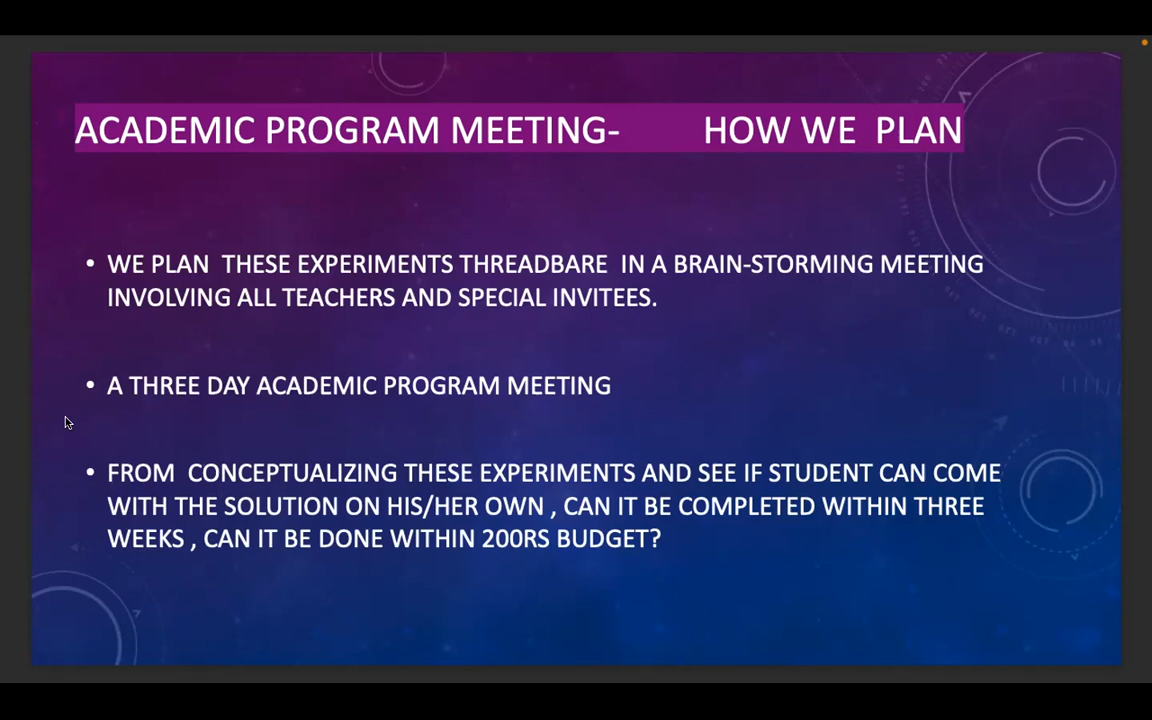 ACADEMIC PROGRAM MEETING- HOW WE PLAN
• WE PLAN THESE EXPERIMENTS THREADBARE IN A BRAIN-STORMING MEETING
INVOLVING ALL TEACHERS AND SPECIAL INVITEES.
• A THREE DAY ACADEMIC PROGRAM MEETING
• FROM CONCEPTUALIZING THESE EXPERIMENTS AND SEE IF STUDENT CAN COME
WITH THE SOLUTION ON HIS/HER OWN , CAN IT BE COMPLETED WITHIN THREE
WEEKS , CAN IT BE DONE WITHIN 200RS BUDGET?